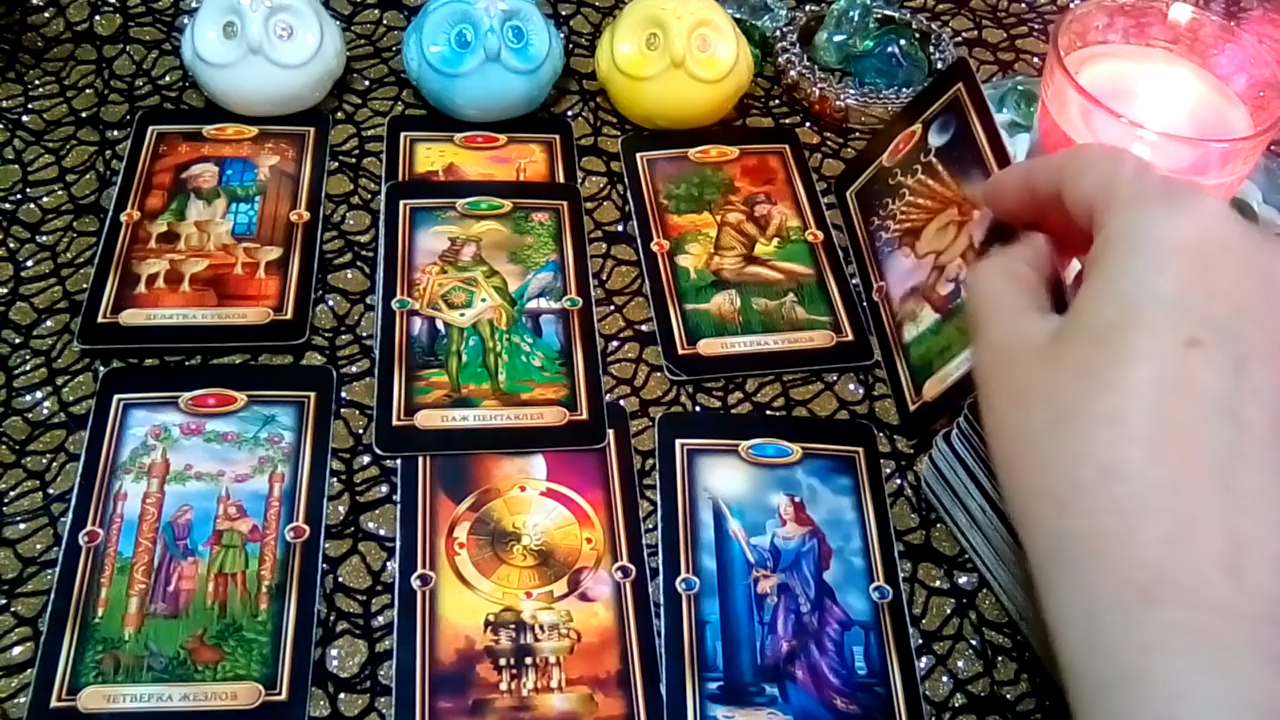 ДЕВЯТКА КУБКОВ
ПАЖ ПЕНТАКЛЕЙ
ПЯТЕРКА КУБКОВ
ЧЕТВЕРКА ЖЕЗЛОВ